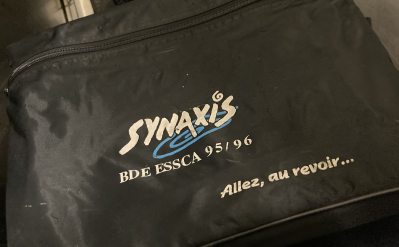 SYNAXIS
BDE ESSCA 95/96
Allez, au revoir...